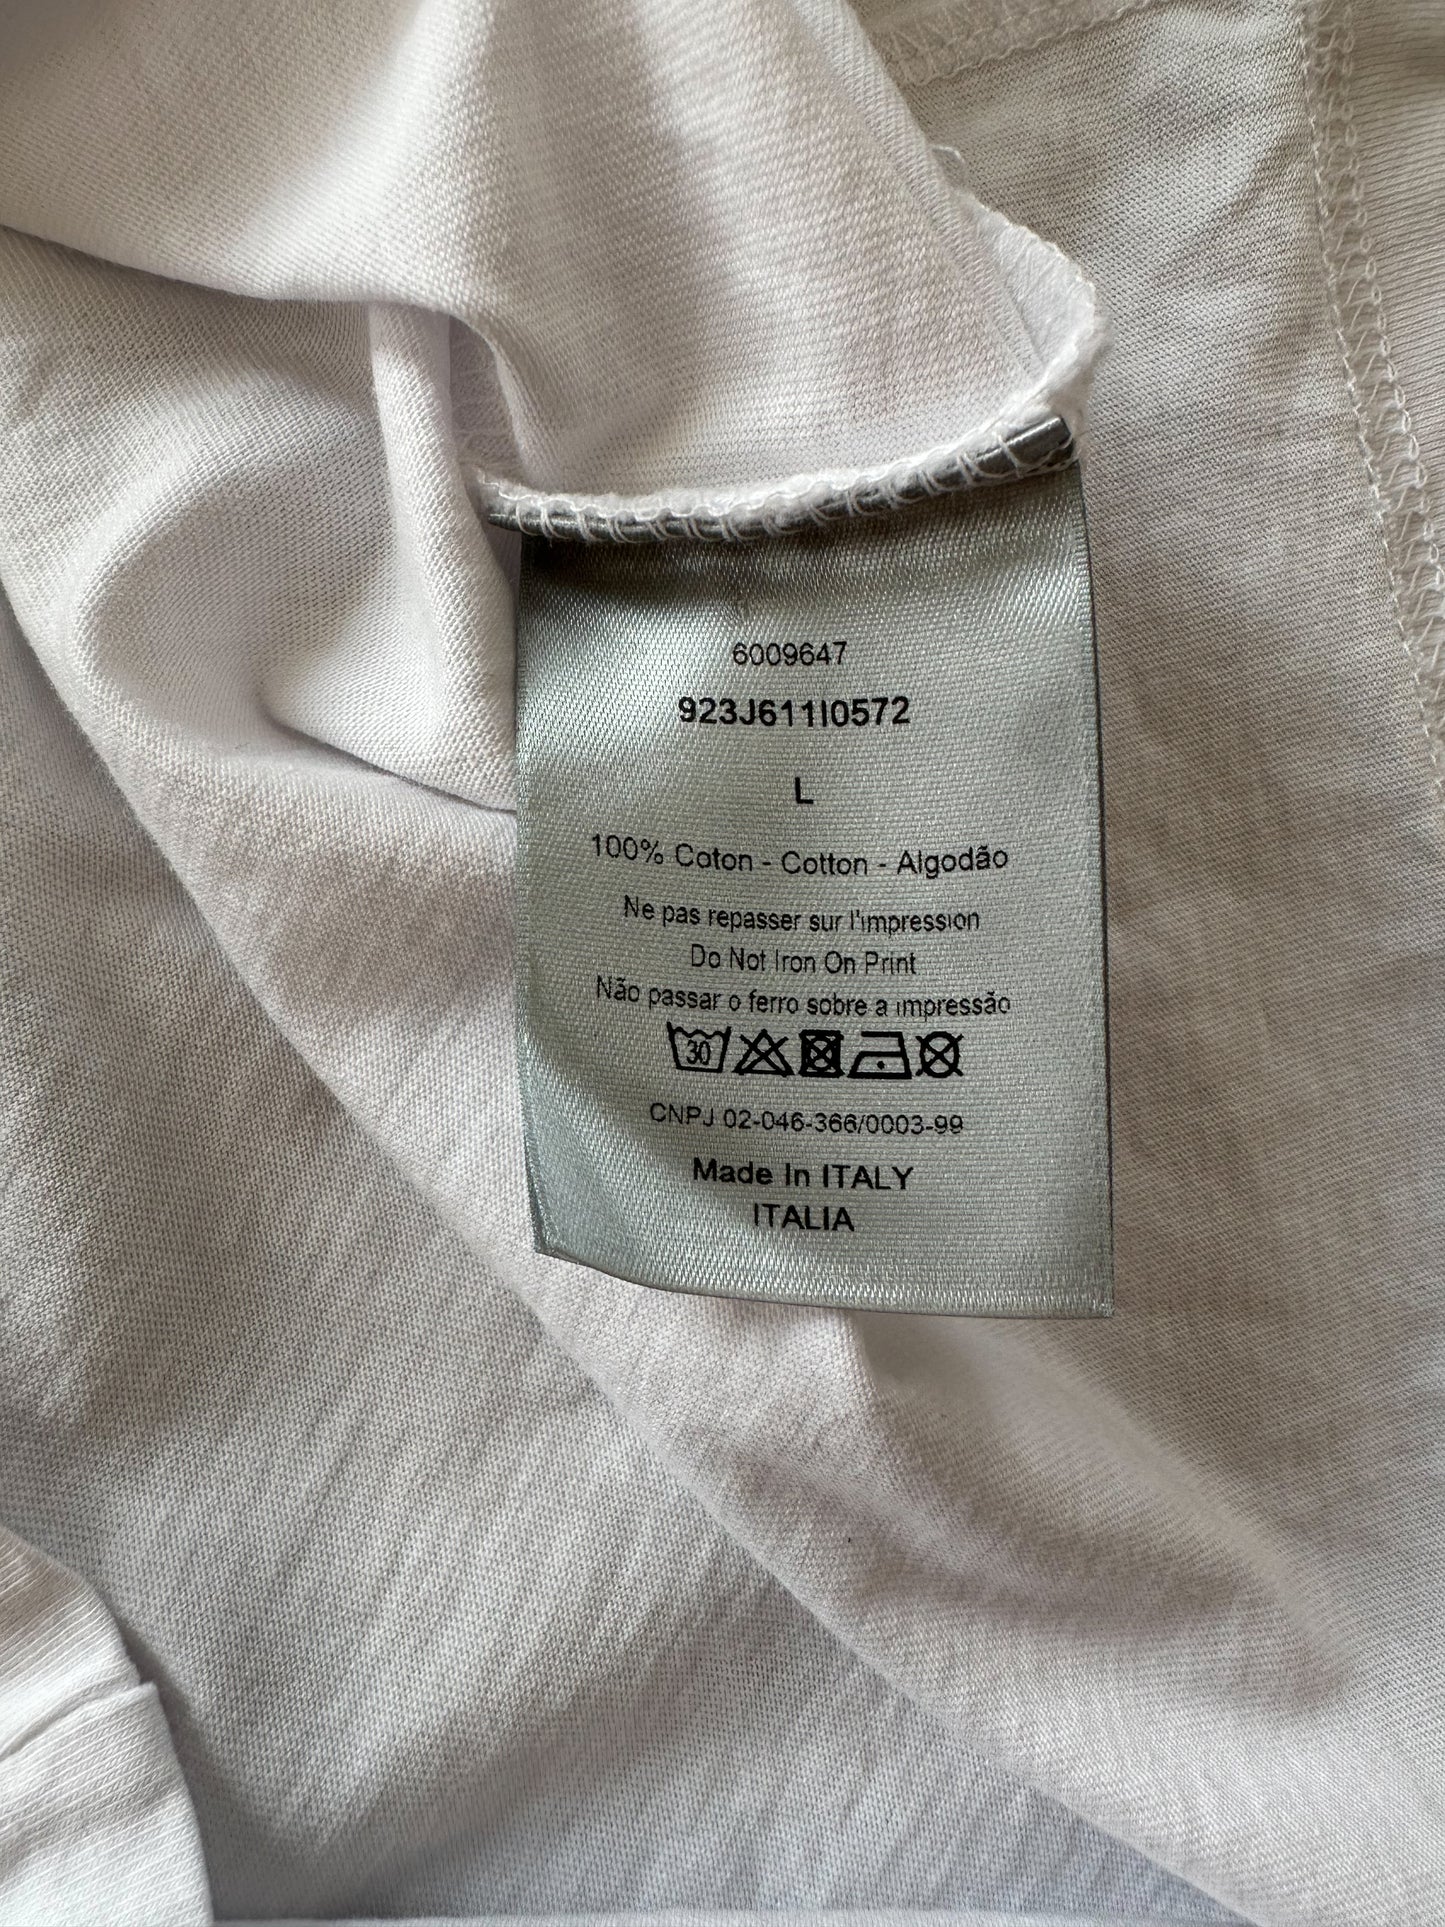 6009647
923J611I0572
L
100% Coton - Cotton - Algodão
Ne pas repasser sur l'impression
Do Not Iron On Print
Não passar o ferro sobre a impressão
30
CNPJ 02-046-366/0003-99
Made In ITALY
ITALIA